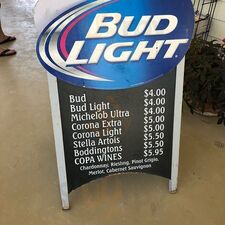 BUD
LIGHT
Bud $4.00
Bud Light $4.00
Michelob Ultra $4.00
Corona Extra $5.00
Corona Light $5.00
Stella Artois $5.50
Boddingtons $5.50
COPA WINES $5.95
Chardonnay, Riesling, Pinot Grigio,
Merlot, Cabernet Sauvignon